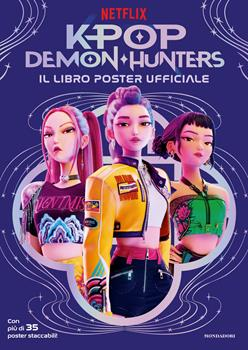 NETFLIX
K-POP
DEMON HUNTERS
IL LIBRO POSTER UFFICIALE
Con
più di 35
poster staccabili!
MONDADORI